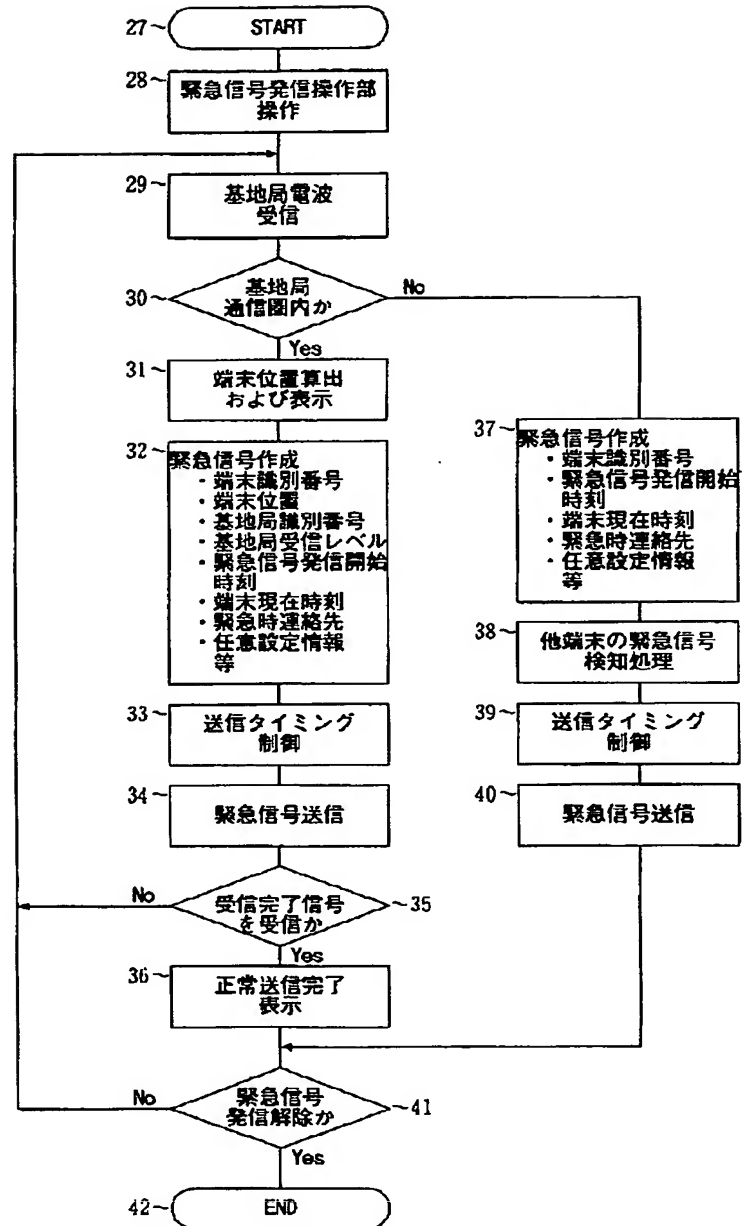 27~ START
28~ 緊急信号発信操作部
操作
29~ 基地局電波
受信
30~ 基地局
通信圏内か
No
Yes
31~ 端末位置算出
および表示
32~ 緊急信号作成
・端末識別番号
・端末位置
・基地局識別番号
・基地局受信レベル
・緊急信号発信開始
時刻
・端末現在時刻
・緊急時連絡先
・任意設定情報
等
33~ 送信タイミング
制御
34~ 緊急信号送信
No
受信完了信号
を受信か
~35
Yes
36~ 正常送信完了
表示
37~ 緊急信号作成
・端末識別番号
・緊急信号発信開始
時刻
・端末現在時刻
・緊急時連絡先
・任意設定情報
等
38~ 他端末の緊急信号
検知処理
39~ 送信タイミング
制御
40~ 緊急信号送信
No
緊急信号
発信解除か
~41
Yes
42~ END